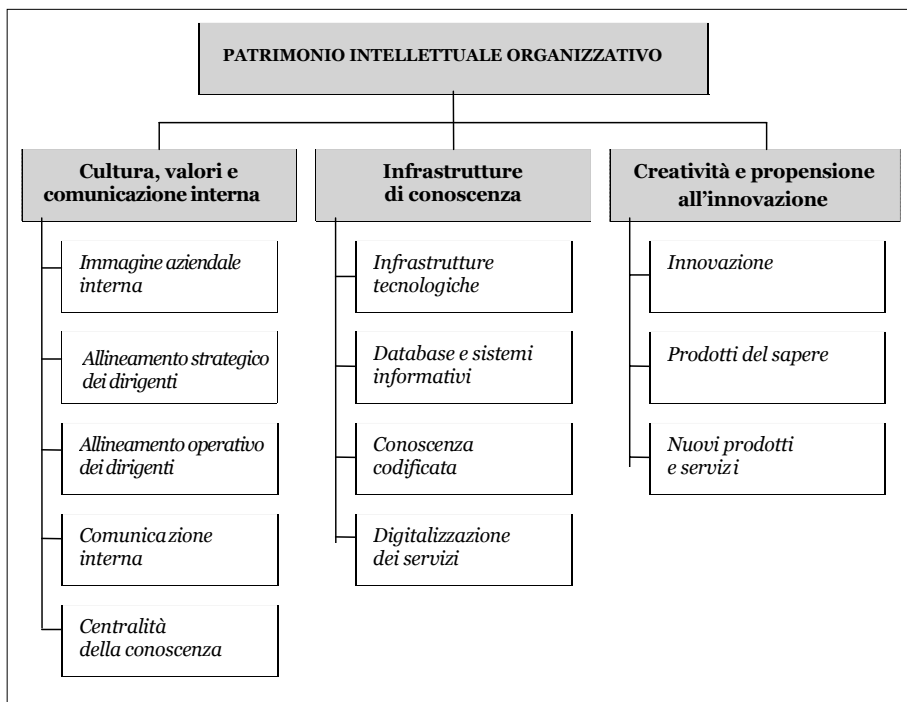 PATRIMONIO INTELLETTUALE ORGANIZZATIVO
Cultura, valori e
comunicazione interna
Immagine aziendale
interna
Allineamento strategico
dei dirigenti
Allineamento operativo
dei dirigenti
Comunicazione
interna
Centralità
della conoscenza
Infrastrutture
di conoscenza
Infrastrutture
tecnologiche
Database e sistemi
informativi
Conoscenza
codificata
Digitalizzazione
dei servizi
Creatività e propensione
all'innovazione
Innovazione
Prodotti del sapere
Nuovi prodotti
e servizi